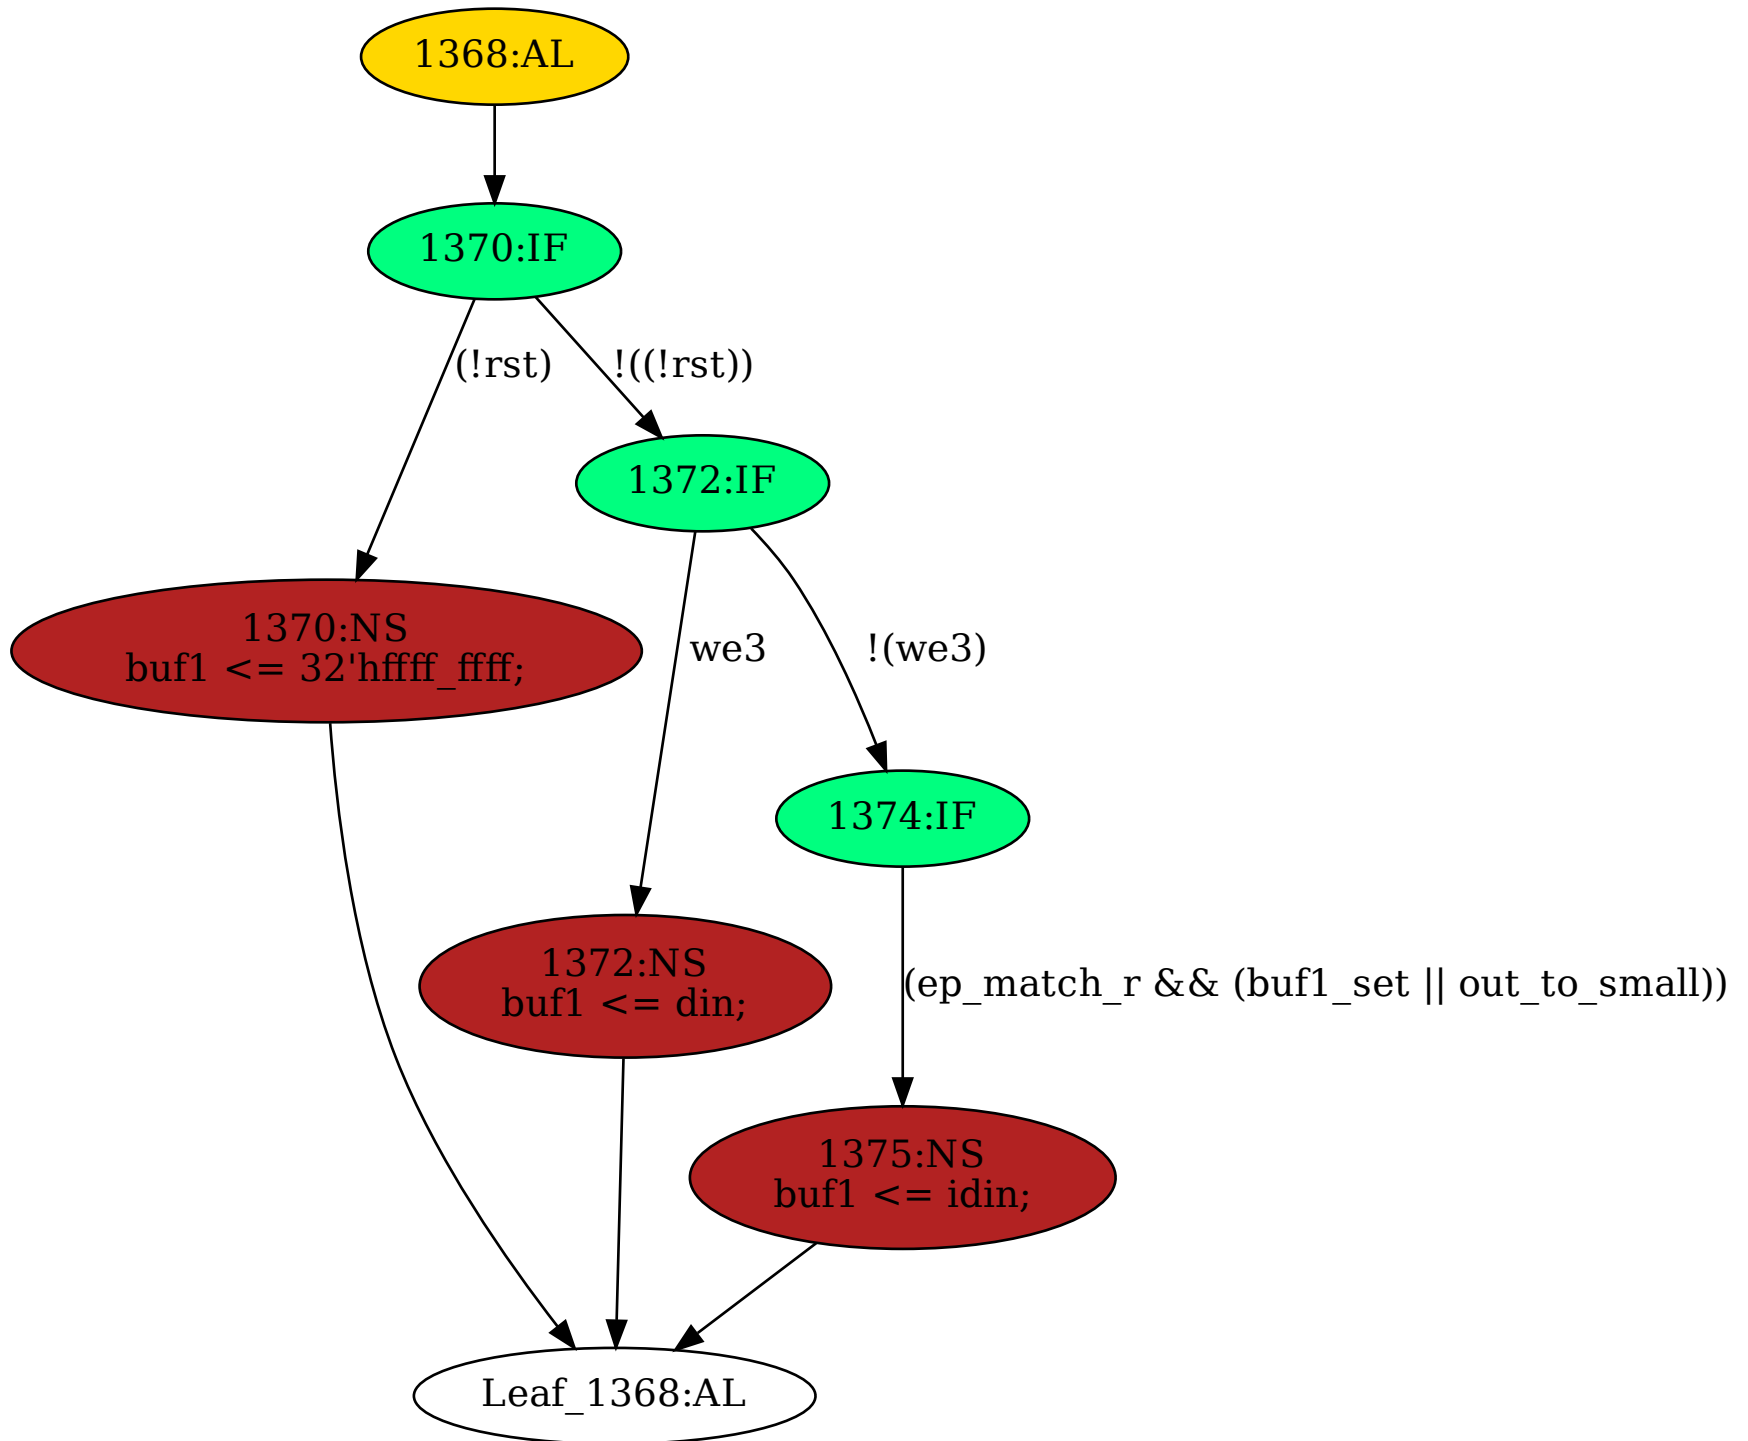 1368:AL
1370:IF
(!rst)
!((!rst))
1372:IF
1370:NS
buf1 <= 32'hffff_ffff;
we3
!(we3)
1374:IF
1372:NS
buf1 <= din;
(ep_match_r && (buf1_set || out_to_small))
1375:NS
buf1 <= idin;
Leaf_1368:AL